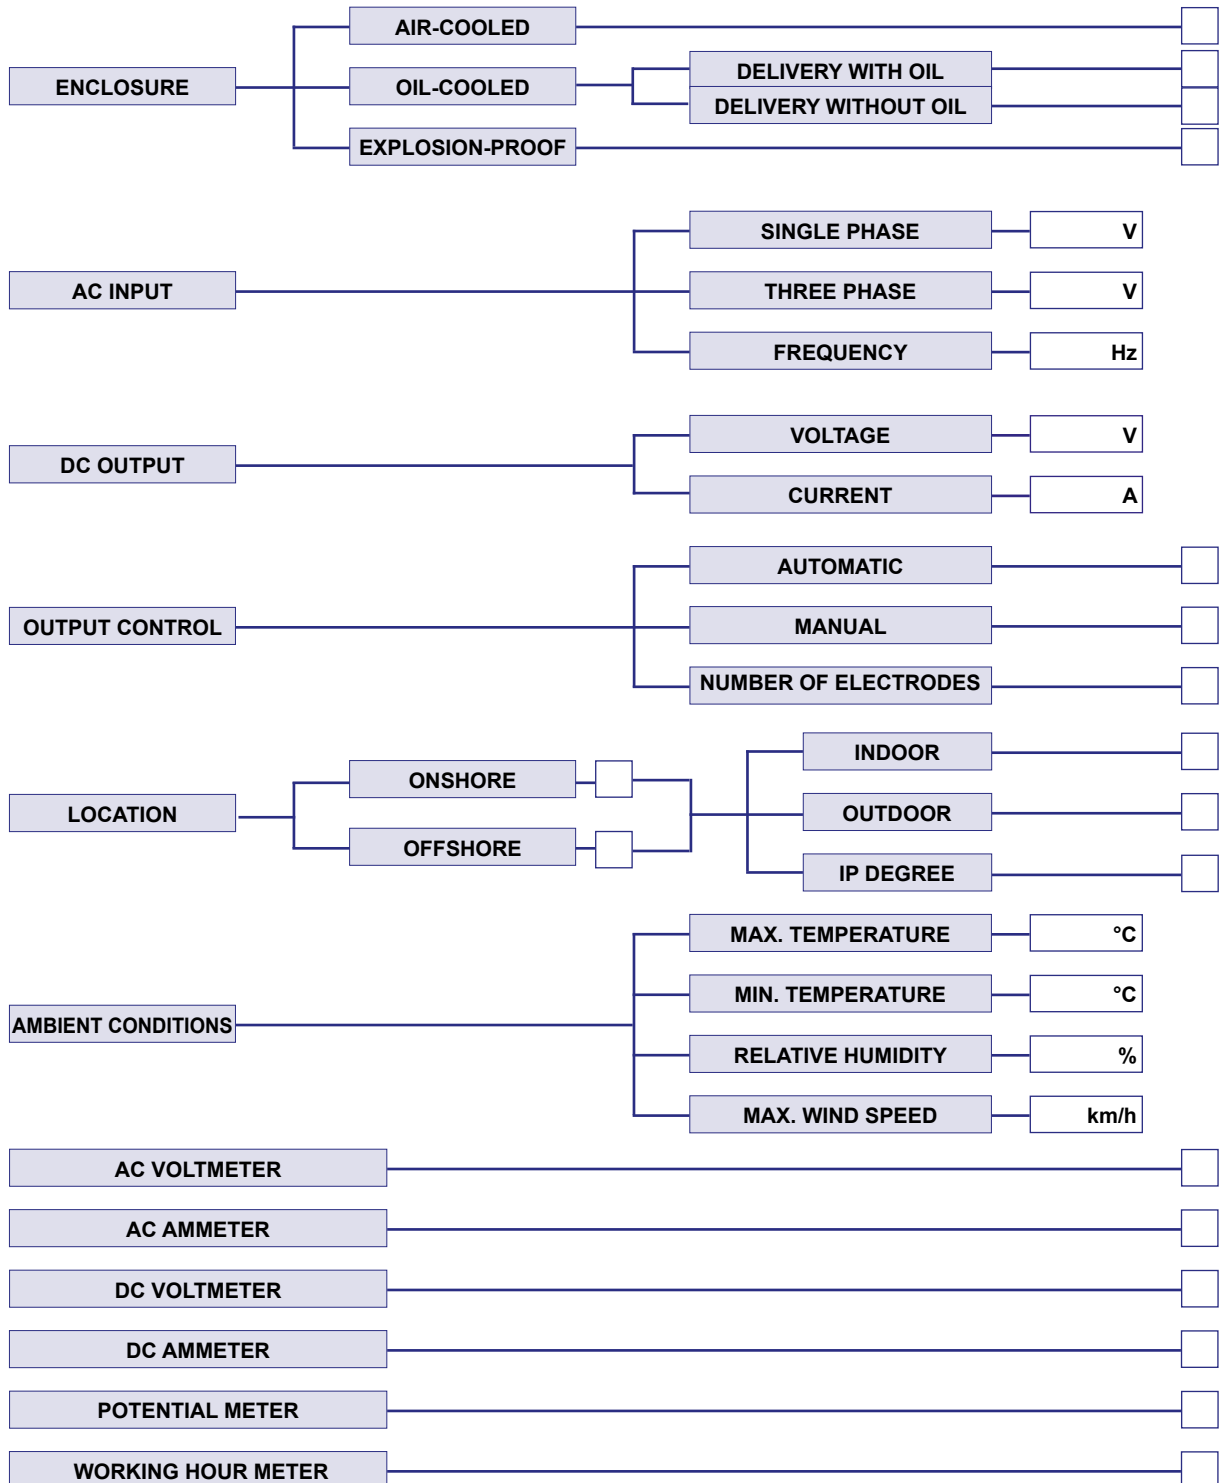 AIR-COOLED
ENCLOSURE
OIL-COOLED
DELIVERY WITH OIL
DELIVERY WITHOUT OIL
EXPLOSION-PROOF
SINGLE PHASE V
AC INPUT
THREE PHASE V
FREQUENCY Hz
VOLTAGE V
DC OUTPUT
CURRENT A
AUTOMATIC
OUTPUT CONTROL
MANUAL
NUMBER OF ELECTRODES
LOCATION
ONSHORE
OFFSHORE
INDOOR
OUTDOOR
IP DEGREE
AMBIENT CONDITIONS
MAX. TEMPERATURE °C
MIN. TEMPERATURE °C
RELATIVE HUMIDITY %
MAX. WIND SPEED km/h
AC VOLTMETER
AC AMMETER
DC VOLTMETER
DC AMMETER
POTENTIAL METER
WORKING HOUR METER